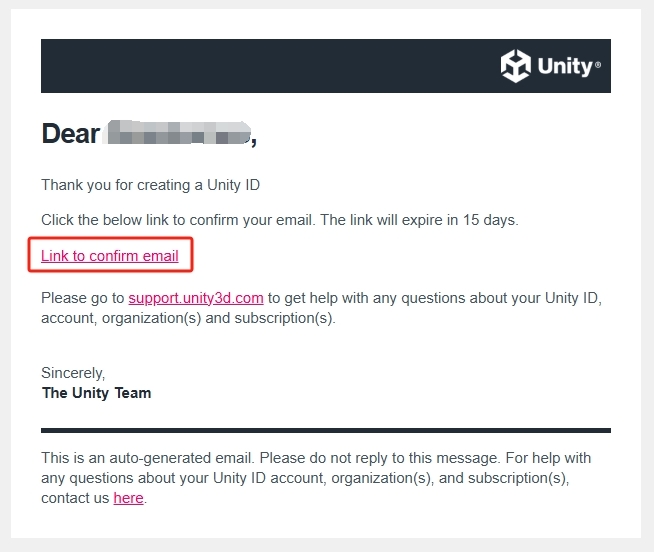 Unity®
Dear ,
Thank you for creating a Unity ID
Click the below link to confirm your email. The link will expire in 15 days.
Link to confirm email
Please go to support.unity3d.com to get help with any questions about your Unity ID,
account, organization(s) and subscription(s).
Sincerely,
The Unity Team
This is an auto-generated email. Please do not reply to this message. For help with
any questions about your Unity ID account, organization(s), and subscription(s),
contact us here.